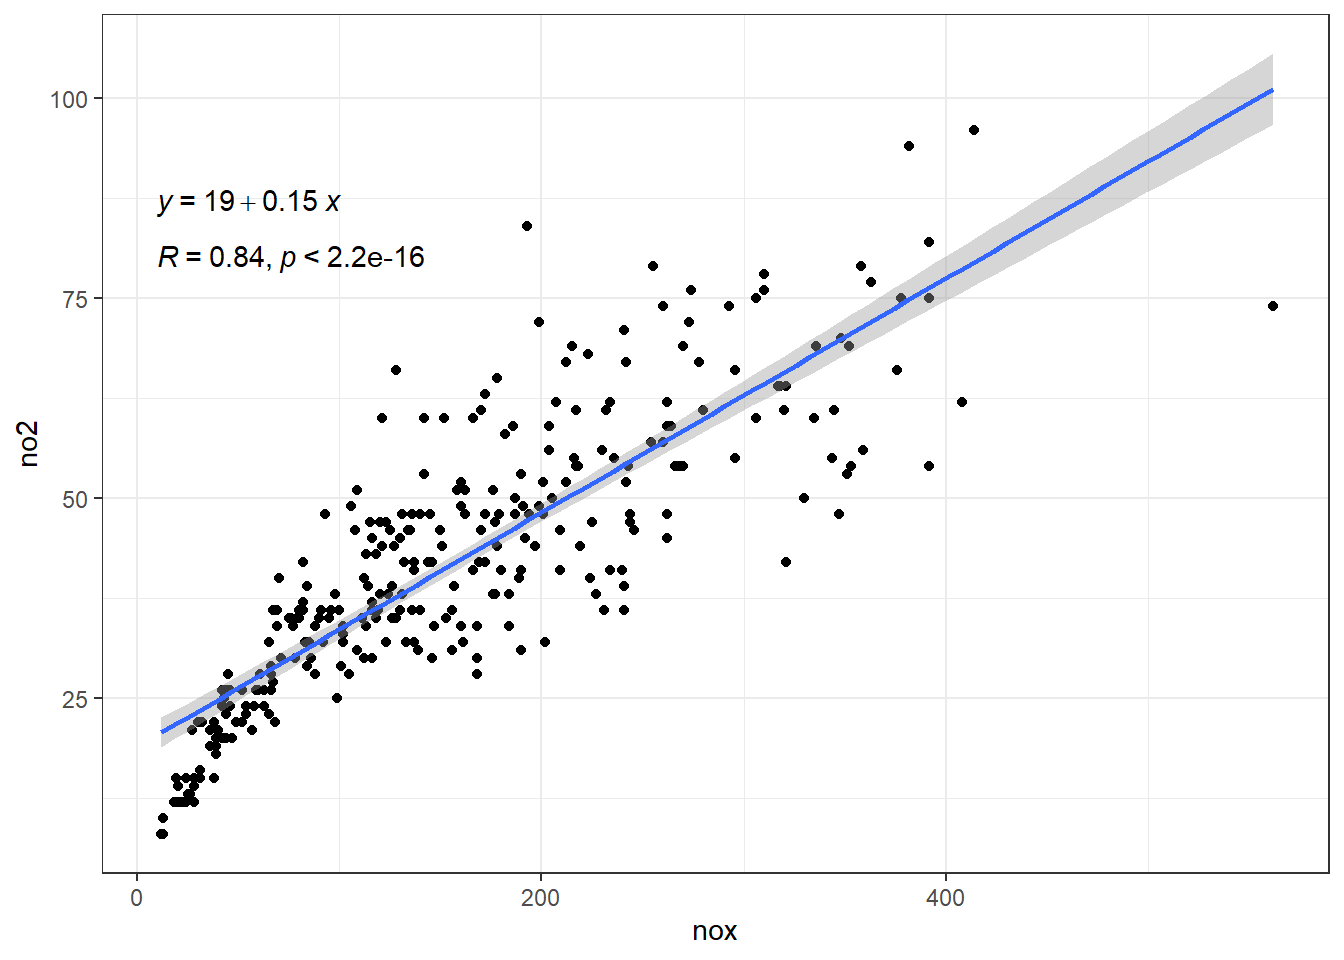 100
75
50
25
no2
y = 19 + 0.15 x
R = 0.84, p < 2.2e-16
0 200 400
nox